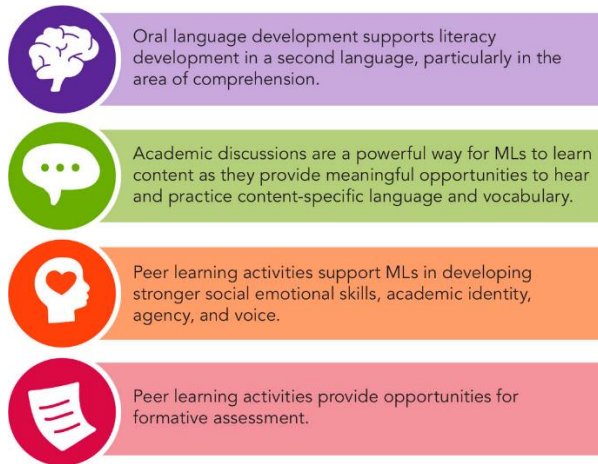 Oral language development supports literacy
development in a second language, particularly in the
area of comprehension.
Academic discussions are a powerful way for MLs to learn
content as they provide meaningful opportunities to hear
and practice content-specific language and vocabulary.
Peer learning activities support MLs in developing
stronger social emotional skills, academic identity,
agency, and voice.
Peer learning activities provide opportunities for
formative assessment.